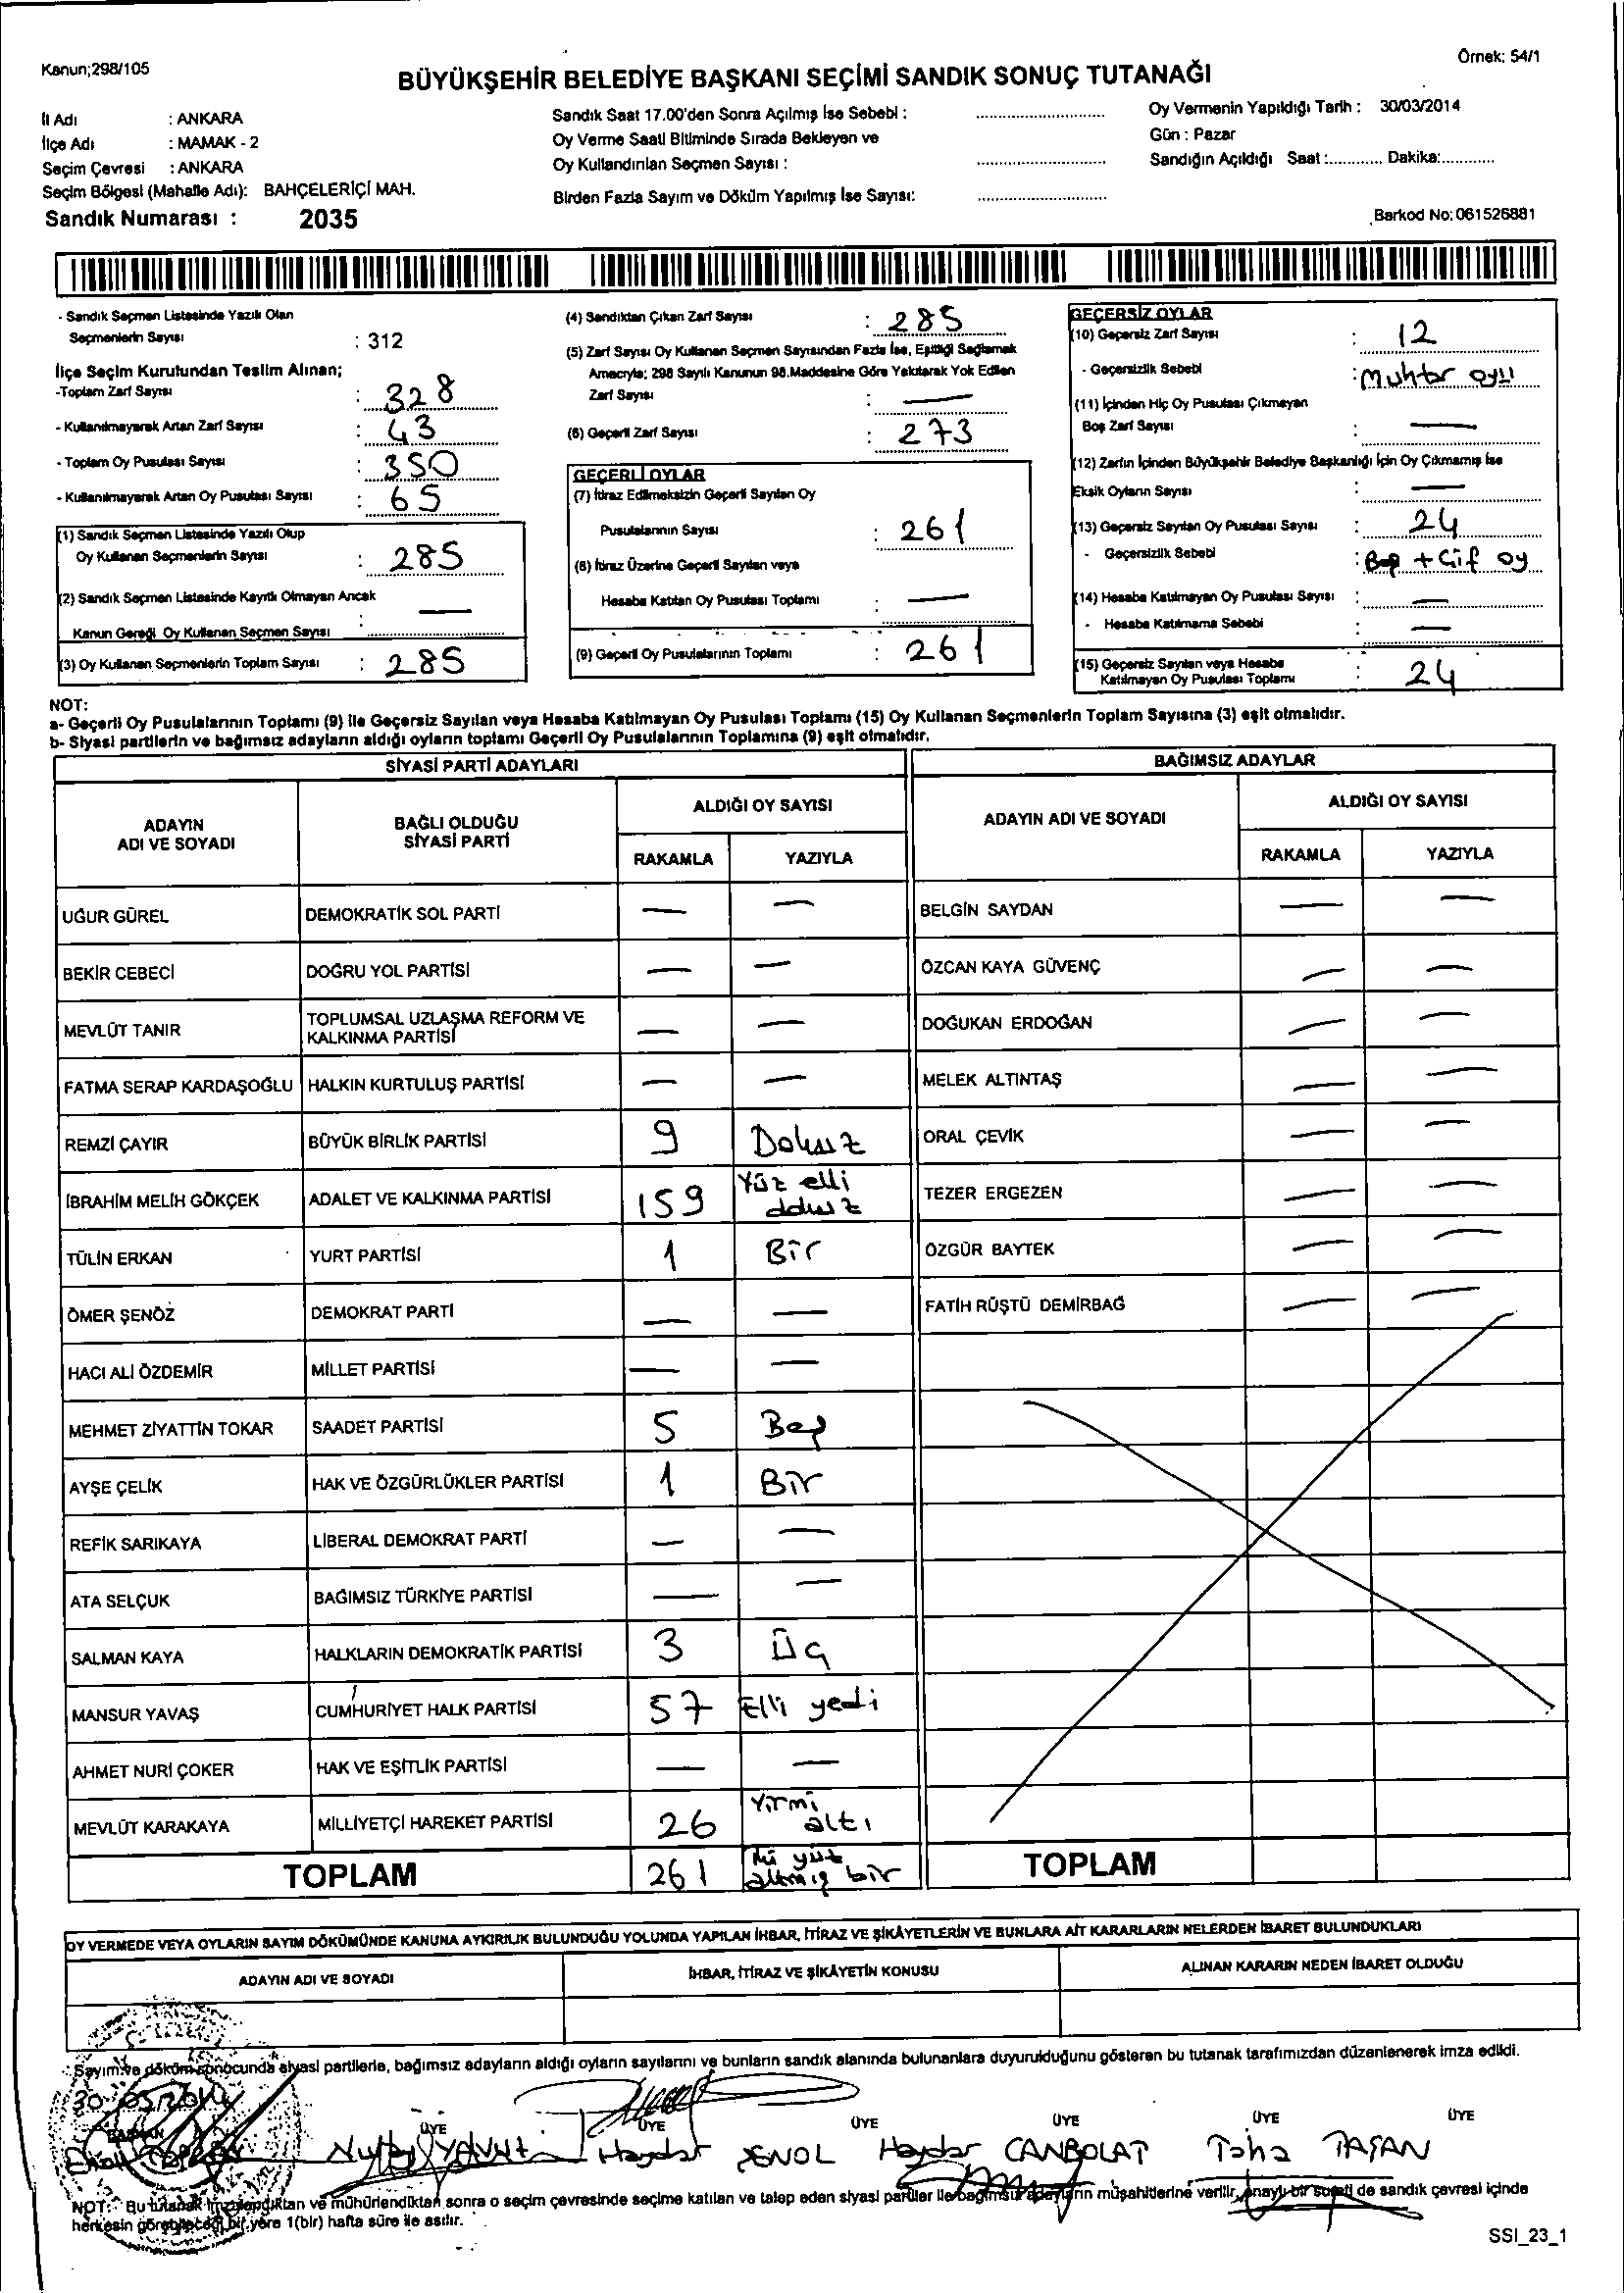 Kanun;298/105
Örnek: 54/1
BÜYÜKŞEHİR BELEDİYE BAŞKANI SEÇİMİ SANDIK SONUÇ TUTANAĞI
İl Adı : ANKARA
İlçe Adı : MAMAK - 2
Seçim Çevresi : ANKARA
Seçim Bölgesi (Mahalle Adı): BAHÇELERİÇİ MAH.
Sandık Numarası : 2035
Sandık Saat 17.00'den Sonra Açılmış İse Sebebi :
Oy Verme Saati Bitiminde Sırada Bekleyen ve
Oy Kullandırılan Seçmen Sayısı :
Birden Fazla Sayım ve Döküm Yapılmış İse Sayısı:
Oy Vermenin Yapıldığı Tarih : 30/03/2014
Gün : Pazar
Sandığın Açıldığı Saat :............ Dakika:............
Barkod No: 061526881
- Sandık Seçmen Listesinde Yazılı Olan
Seçmenlerin Sayısı : 312
İlçe Seçim Kurulundan Teslim Alınan;
-Toplam Zarf Sayısı : 328
- Kullanılmayarak Artan Zarf Sayısı : 43
- Toplam Oy Pusulası Sayısı : 350
- Kullanılmayarak Artan Oy Pusulası Sayısı : 65
(1) Sandık Seçmen Listesinde Yazılı Olup
Oy Kullanan Seçmenlerin Sayısı : 285
(2) Sandık Seçmen Listesinde Kayıtlı Olmayan Ancak
Kanun Gereği Oy Kullanan Seçmen Sayısı : —
(3) Oy Kullanan Seçmenlerin Toplam Sayısı : 285
(4) Sandıktan Çıkan Zarf Sayısı : 285
(5) Zarf Sayısı Oy Kullanan Seçmen Sayısından Fazla İse, Eşitliği Sağlamak
Amacıyla; 298 Sayılı Kanunun 98.Maddesine Göre Yakılarak Yok Edilen
Zarf Sayısı : —
(6) Geçerli Zarf Sayısı : 273
GEÇERLİ OYLAR
(7) İtiraz Edilmeksizin Geçerli Sayılan Oy
Pusulalarının Sayısı : 261
(8) İtiraz Üzerine Geçerli Sayılan veya
Hesaba Katılan Oy Pusulası Toplamı : —
(9) Geçerli Oy Pusulalarının Toplamı : 261
GEÇERSİZ OYLAR
(10) Geçersiz Zarf Sayısı : 12
- Geçersizlik Sebebi : Muhtar oyu
(11) İçinden Hiç Oy Pusulası Çıkmayan
Boş Zarf Sayısı : —
(12) Zarfın İçinden Büyükşehir Belediye Başkanlığı İçin Oy Çıkmamış İse
Eksik Oyların Sayısı : —
(13) Geçersiz Sayılan Oy Pusulası Sayısı : 24
- Geçersizlik Sebebi : Boş + Çif oy
(14) Hesaba Katılmayan Oy Pusulası Sayısı : —
- Hesaba Katılmama Sebebi : —
(15) Geçersiz Sayılan veya Hesaba
Katılmayan Oy Pusulası Toplamı : 24
NOT:
a- Geçerli Oy Pusulalarının Toplamı (9) ile Geçersiz Sayılan veya Hesaba Katılmayan Oy Pusulası Toplamı (15) Oy Kullanan Seçmenlerin Toplam Sayısına (3) eşit olmalıdır.
b- Siyasi partilerin ve bağımsız adayların aldığı oyların toplamı Geçerli Oy Pusulalarının Toplamına (9) eşit olmalıdır.
SİYASİ PARTİ ADAYLARI
ADAYIN ADI VE SOYADI BAĞLI OLDUĞU SİYASİ PARTİ ALDIĞI OY SAYISI
RAKAMLA YAZIYLA
UĞUR GÜREL DEMOKRATİK SOL PARTİ — —
BEKİR CEBECİ DOĞRU YOL PARTİSİ — —
MEVLÜT TANIR TOPLUMSAL UZLAŞMA REFORM VE KALKINMA PARTİSİ — —
FATMA SERAP KARDAŞOĞLU HALKIN KURTULUŞ PARTİSİ — —
REMZİ ÇAYIR BÜYÜK BİRLİK PARTİSİ 9 Dokuz
İBRAHİM MELİH GÖKÇEK ADALET VE KALKINMA PARTİSİ 159 Yüz elli dokuz
TÜLİN ERKAN YURT PARTİSİ 1 Bir
ÖMER ŞENÖZ DEMOKRAT PARTİ — —
HACI ALİ ÖZDEMİR MİLLET PARTİSİ — —
MEHMET ZİYATTİN TOKAR SAADET PARTİSİ 5 Beş
AYŞE ÇELİK HAK VE ÖZGÜRLÜKLER PARTİSİ 1 Bir
REFİK SARIKAYA LİBERAL DEMOKRAT PARTİ — —
ATA SELÇUK BAĞIMSIZ TÜRKİYE PARTİSİ — —
SALMAN KAYA HALKLARIN DEMOKRATİK PARTİSİ 3 Üç
MANSUR YAVAŞ CUMHURİYET HALK PARTİSİ 57 Elli yedi
AHMET NURİ ÇOKER HAK VE EŞİTLİK PARTİSİ — —
MEVLÜT KARAKAYA MİLLİYETÇİ HAREKET PARTİSİ 26 Yirmi altı
TOPLAM 261 İki yüz altmış bir
BAĞIMSIZ ADAYLAR
ADAYIN ADI VE SOYADI ALDIĞI OY SAYISI
RAKAMLA YAZIYLA
BELGİN SAYDAN — —
ÖZCAN KAYA GÜVENÇ — —
DOĞUKAN ERDOĞAN — —
MELEK ALTINTAŞ — —
ORAL ÇEVİK — —
TEZER ERGEZEN — —
ÖZGÜR BAYTEK — —
FATİH RÜŞTÜ DEMİRBAĞ — —
TOPLAM
OY VERMEDE VEYA OYLARIN SAYIM DÖKÜMÜNDE KANUNA AYKIRILIK BULUNDUĞU YOLUNDA YAPILAN İHBAR, İTİRAZ VE ŞİKÂYETLERİN VE BUNLARA AİT KARARLARIN NELERDEN İBARET BULUNDUKLARI
ADAYIN ADI VE SOYADI İHBAR, İTİRAZ VE ŞİKÂYETİN KONUSU ALINAN KARARIN NEDEN İBARET OLDUĞU
Sayım ve döküm sonucunda siyasi partilerle, bağımsız adayların aldığı oyların sayılarını ve bunların sandık alanında bulunanlara duyurulduğunu gösteren bu tutanak tarafımızdan düzenlenerek imza edildi.
30.03.2014
BAŞKAN ÜYE ÜYE ÜYE ÜYE ÜYE ÜYE
YAVUZ Haydar ŞENOL Haydar CANBOLAT Taha TAŞAN
NOT: Bu tutanak imzalandıktan ve mühürlendikten sonra o seçim çevresinde seçime katılan ve talep eden siyasi partiler ile bağımsız adayların müşahitlerine verilir, onaylı bir sureti de sandık çevresi içinde
herkesin görebileceği bir yere 1(bir) hafta süre ile asılır.
SSI_23_1